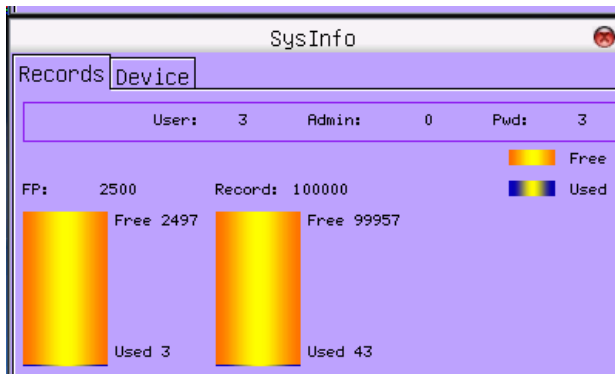 SysInfo
Records Device
User: 3 Admin: 0 Pwd: 3
Free
FP: 2500 Record: 100000 Used
Free 2497 Free 99957
Used 3 Used 43